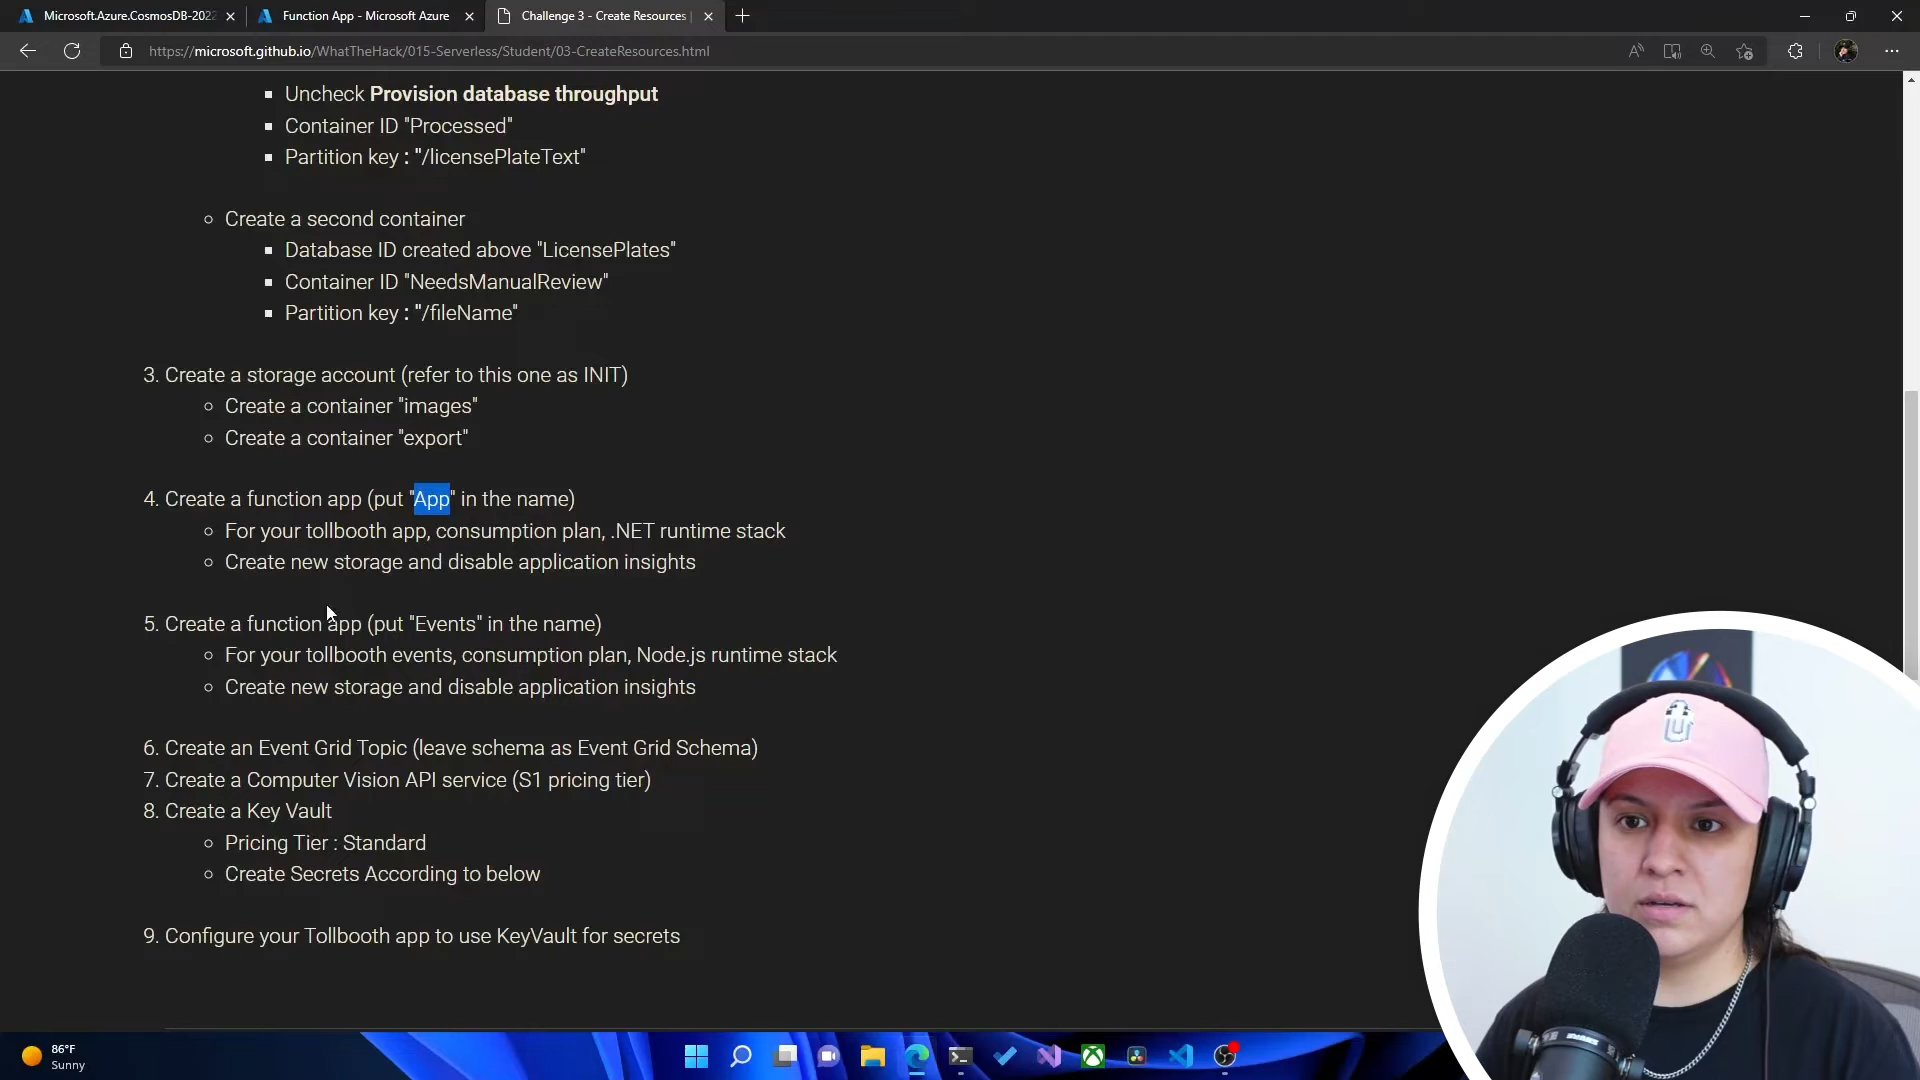 Microsoft.Azure.CosmosDB-2022
Function App - Microsoft Azure
Challenge 3 - Create Resources |
https://microsoft.github.io/WhatTheHack/015-Serverless/Student/03-CreateResources.html
Uncheck Provision database throughput
Container ID "Processed"
Partition key : "/licensePlateText"
Create a second container
Database ID created above "LicensePlates"
Container ID "NeedsManualReview"
Partition key : "/fileName"
3. Create a storage account (refer to this one as INIT)
Create a container "images"
Create a container "export"
4. Create a function app (put "App" in the name)
For your tollbooth app, consumption plan, .NET runtime stack
Create new storage and disable application insights
5. Create a function app (put "Events" in the name)
For your tollbooth events, consumption plan, Node.js runtime stack
Create new storage and disable application insights
6. Create an Event Grid Topic (leave schema as Event Grid Schema)
7. Create a Computer Vision API service (S1 pricing tier)
8. Create a Key Vault
Pricing Tier : Standard
Create Secrets According to below
9. Configure your Tollbooth app to use KeyVault for secrets
86°F
Sunny